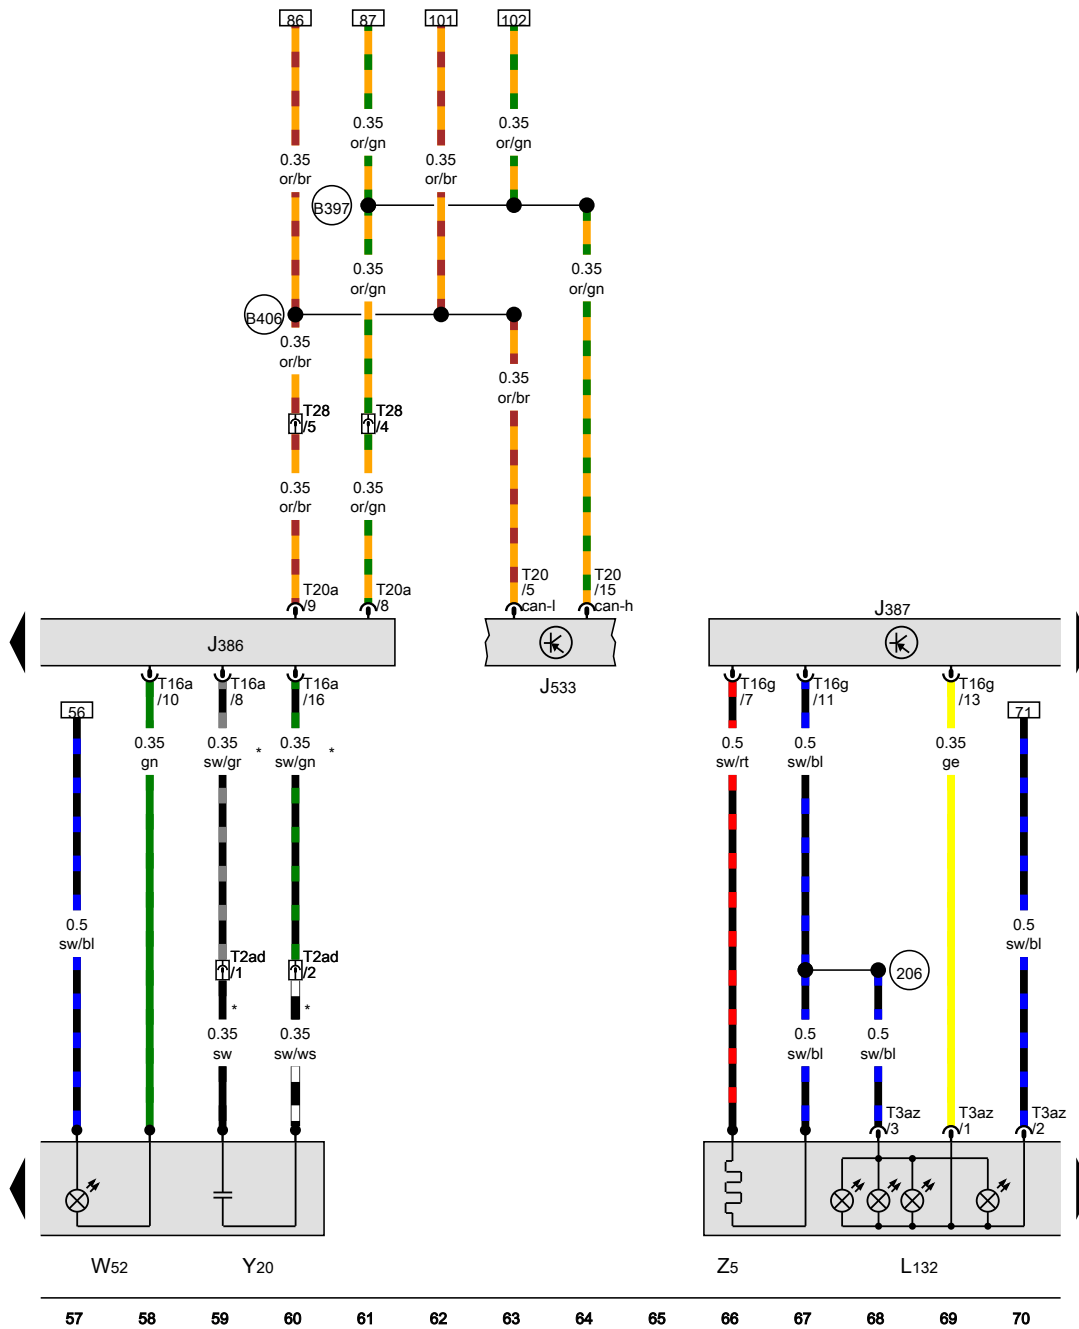 86 87 101 102
0.35 0.35
or/gn or/gn
0.35 0.35
or/br or/br
B397
0.35 0.35
or/gn or/gn
B406
0.35
or/br
0.35
or/br
T28 T28
/5 /4
0.35 0.35
or/br or/gn
T20 T20
/5 /15
can-l can-h
T20a T20a
/9 /8
J387
J386
J533
T16a T16a T16a
/10 /8 /16
T16g T16g T16g
/7 /11 /13
56 71
0.35 0.35 * 0.35 * 0.5 0.5 0.35
gn sw/gr sw/gn sw/rt sw/bl ge
0.5 0.5
sw/bl sw/bl
T2ad T2ad
/1 /2
206
* *
0.35 0.35 0.5 0.5
sw sw/ws sw/bl sw/bl
T3az T3az T3az
/3 /1 /2
W52 Y20 Z5 L132
57 58 59 60 61 62 63 64 65 66 67 68 69 70